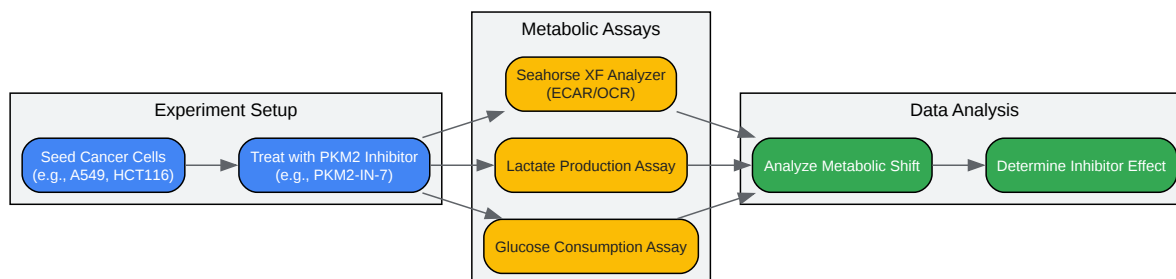 Experiment Setup
Seed Cancer Cells
(e.g., A549, HCT116)
Treat with PKM2 Inhibitor
(e.g., PKM2-IN-7)
Metabolic Assays
Seahorse XF Analyzer
(ECAR/OCR)
Lactate Production Assay
Glucose Consumption Assay
Data Analysis
Analyze Metabolic Shift
Determine Inhibitor Effect